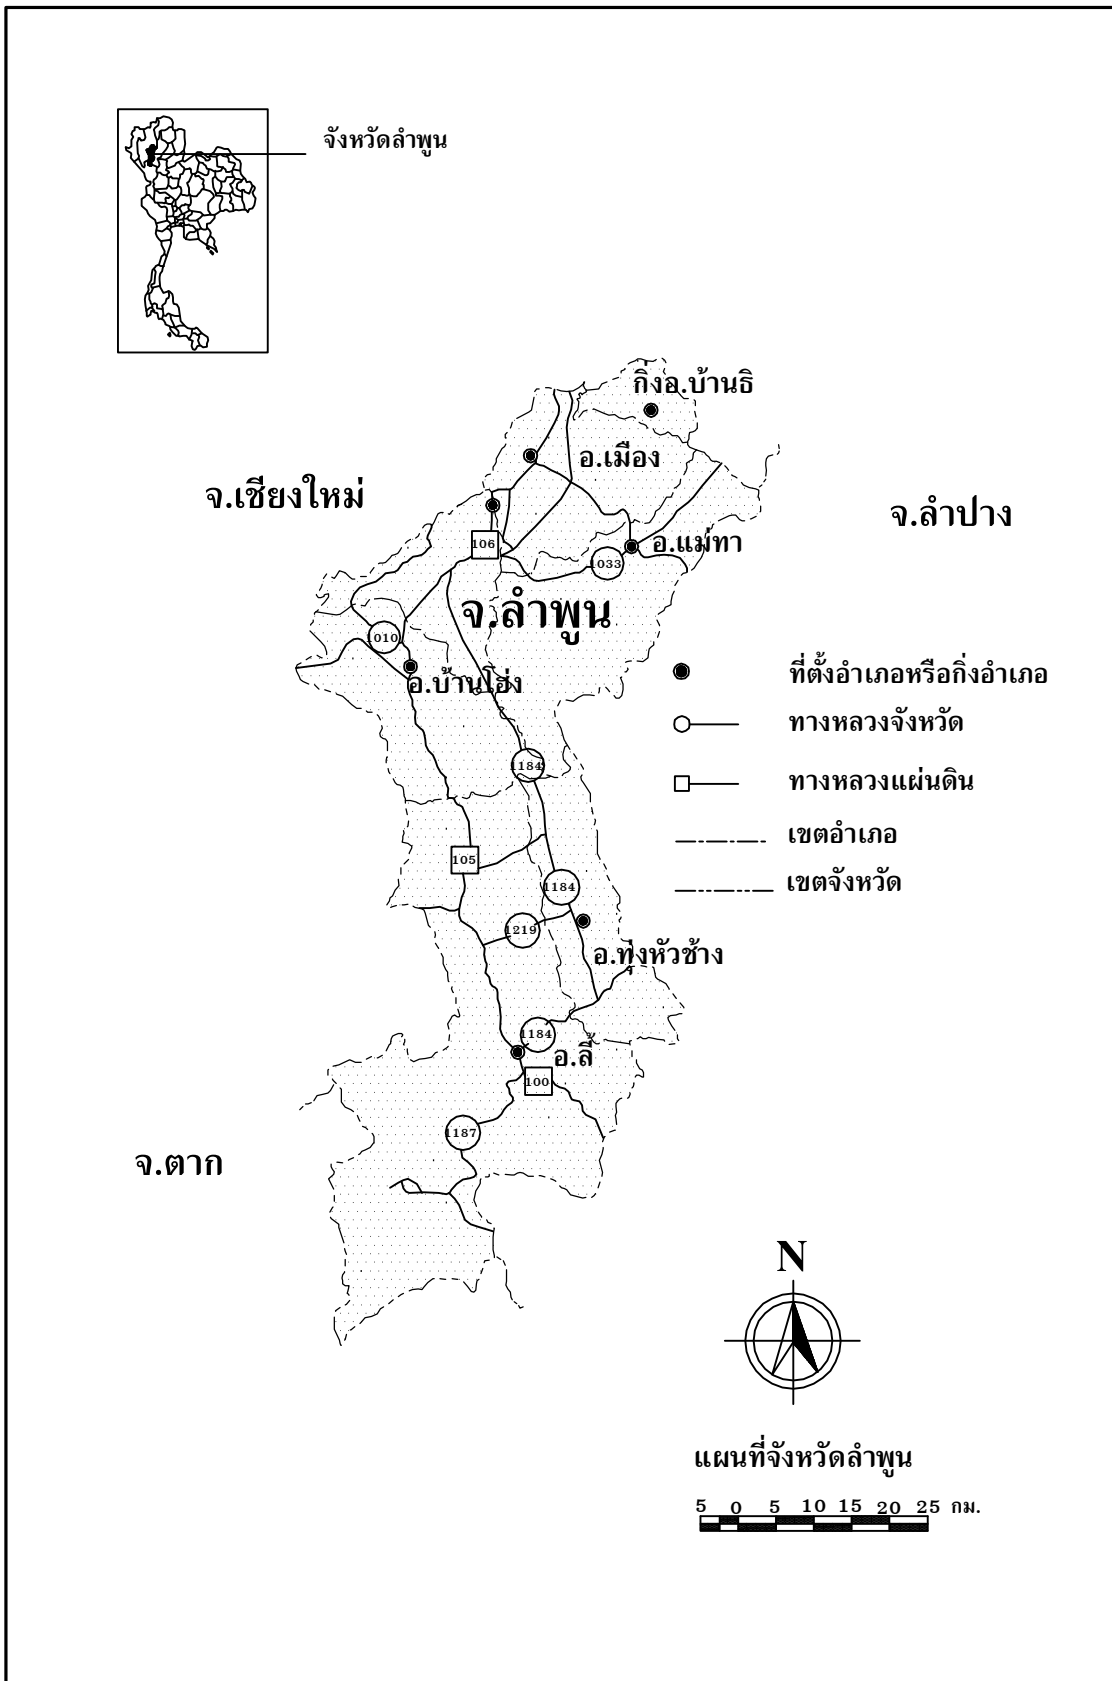 จังหวัดลำพูน
กิ่งอ.บ้านธิ
อ.เมือง
จ.เชียงใหม่
จ.ลำปาง
106
อ.แม่ทา
1033
จ.ลำพูน
1010
อ.บ้านโฮ่ง
ที่ตั้งอำเภอหรือกิ่งอำเภอ
ทางหลวงจังหวัด
1184
ทางหลวงแผ่นดิน
เขตอำเภอ
105
เขตจังหวัด
1184
1219
อ.ทุ่งหัวช้าง
1184
อ.ลี้
100
1187
จ.ตาก
N
แผนที่จังหวัดลำพูน
5 0 5 10 15 20 25 กม.